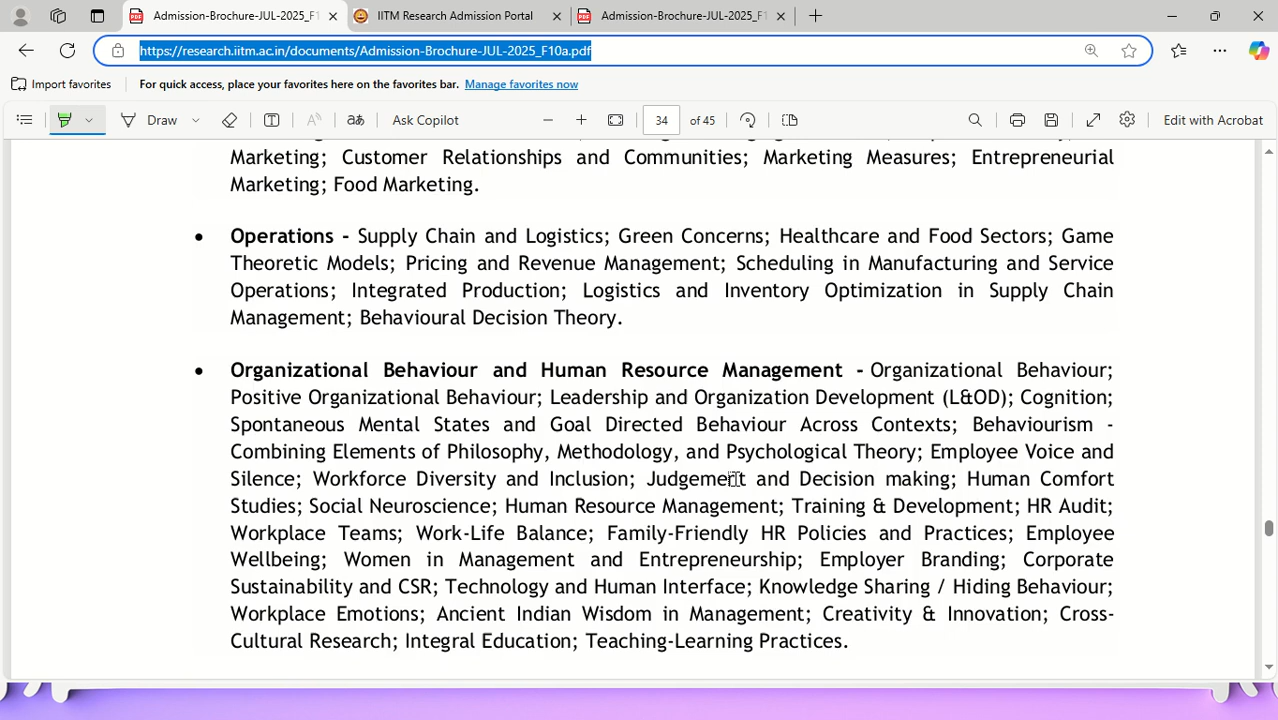 Admission-Brochure-JUL-2025_F1
IITM Research Admission Portal
Admission-Brochure-JUL-2025_F1
https://research.iitm.ac.in/documents/Admission-Brochure-JUL-2025_F10a.pdf
Import favorites
For quick access, place your favorites here on the favorites bar. Manage favorites now
Draw
Ask Copilot
34 of 45
Edit with Acrobat
Marketing; Customer Relationships and Communities; Marketing Measures; Entrepreneurial
Marketing; Food Marketing.
• Operations - Supply Chain and Logistics; Green Concerns; Healthcare and Food Sectors; Game
Theoretic Models; Pricing and Revenue Management; Scheduling in Manufacturing and Service
Operations; Integrated Production; Logistics and Inventory Optimization in Supply Chain
Management; Behavioural Decision Theory.
• Organizational Behaviour and Human Resource Management - Organizational Behaviour;
Positive Organizational Behaviour; Leadership and Organization Development (L&OD); Cognition;
Spontaneous Mental States and Goal Directed Behaviour Across Contexts; Behaviourism -
Combining Elements of Philosophy, Methodology, and Psychological Theory; Employee Voice and
Silence; Workforce Diversity and Inclusion; Judgement and Decision making; Human Comfort
Studies; Social Neuroscience; Human Resource Management; Training & Development; HR Audit;
Workplace Teams; Work-Life Balance; Family-Friendly HR Policies and Practices; Employee
Wellbeing; Women in Management and Entrepreneurship; Employer Branding; Corporate
Sustainability and CSR; Technology and Human Interface; Knowledge Sharing / Hiding Behaviour;
Workplace Emotions; Ancient Indian Wisdom in Management; Creativity & Innovation; Cross-
Cultural Research; Integral Education; Teaching-Learning Practices.